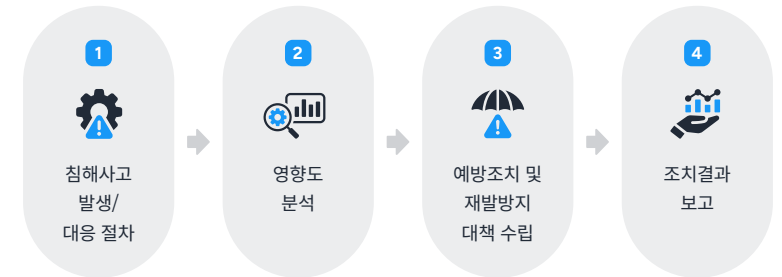 1
침해사고
발생/
대응 절차
2
영향도
분석
3
예방조치 및
재발방지
대책 수립
4
조치결과
보고